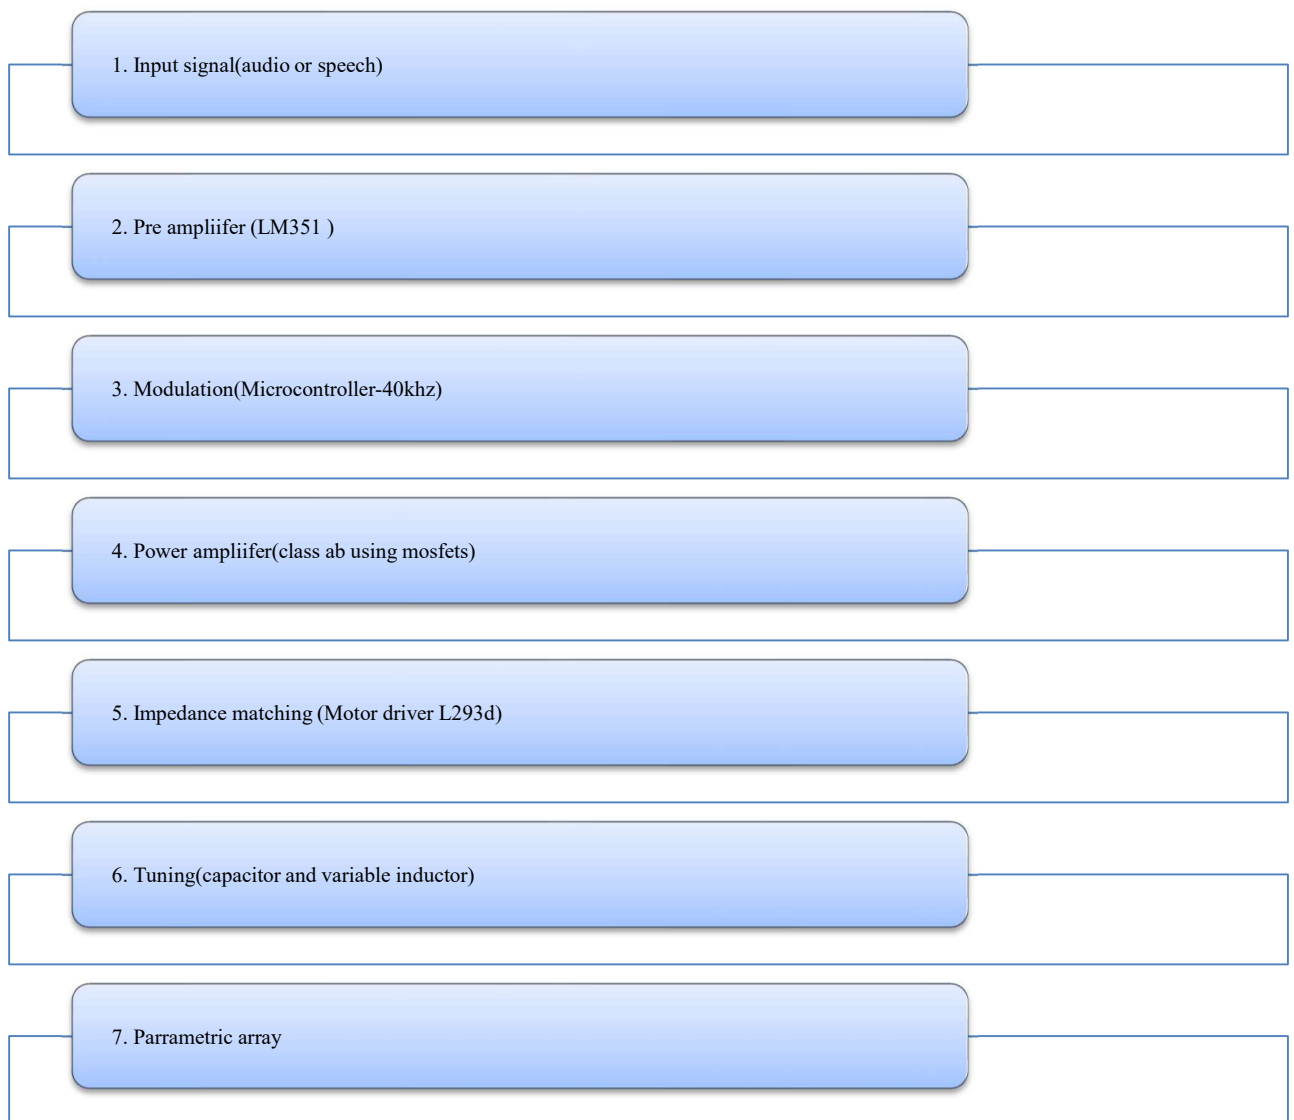 1. Input signal(audio or speech)
2. Pre ampliifer (LM351 )
3. Modulation(Microcontroller-40khz)
4. Power ampliifer(class ab using mosfets)
5. Impedance matching (Motor driver L293d)
6. Tuning(capacitor and variable inductor)
7. Parrametric array